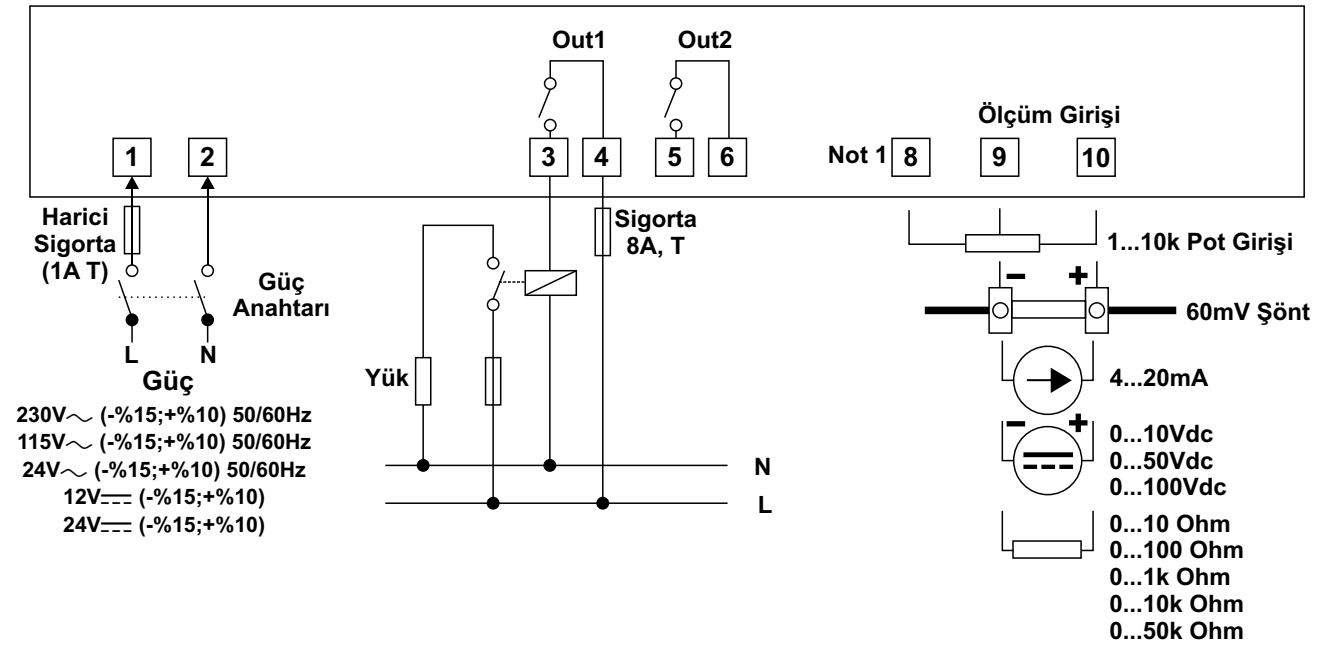 Out1
Out2
Ölçüm Girişi
1
2
3
4
5
6
Not 1
8
9
10
Harici
Sigorta
(1A T)
Güç
Anahtarı
L
N
Güç
230V~ (-%15;+%10) 50/60Hz
115V~ (-%15;+%10) 50/60Hz
24V~ (-%15;+%10) 50/60Hz
12V⎓ (-%15;+%10)
24V⎓ (-%15;+%10)
Sigorta
8A, T
Yük
N
L
1...10k Pot Girişi
- +
60mV Şönt
4...20mA
- +
0...10Vdc
0...50Vdc
0...100Vdc
0...10 Ohm
0...100 Ohm
0...1k Ohm
0...10k Ohm
0...50k Ohm